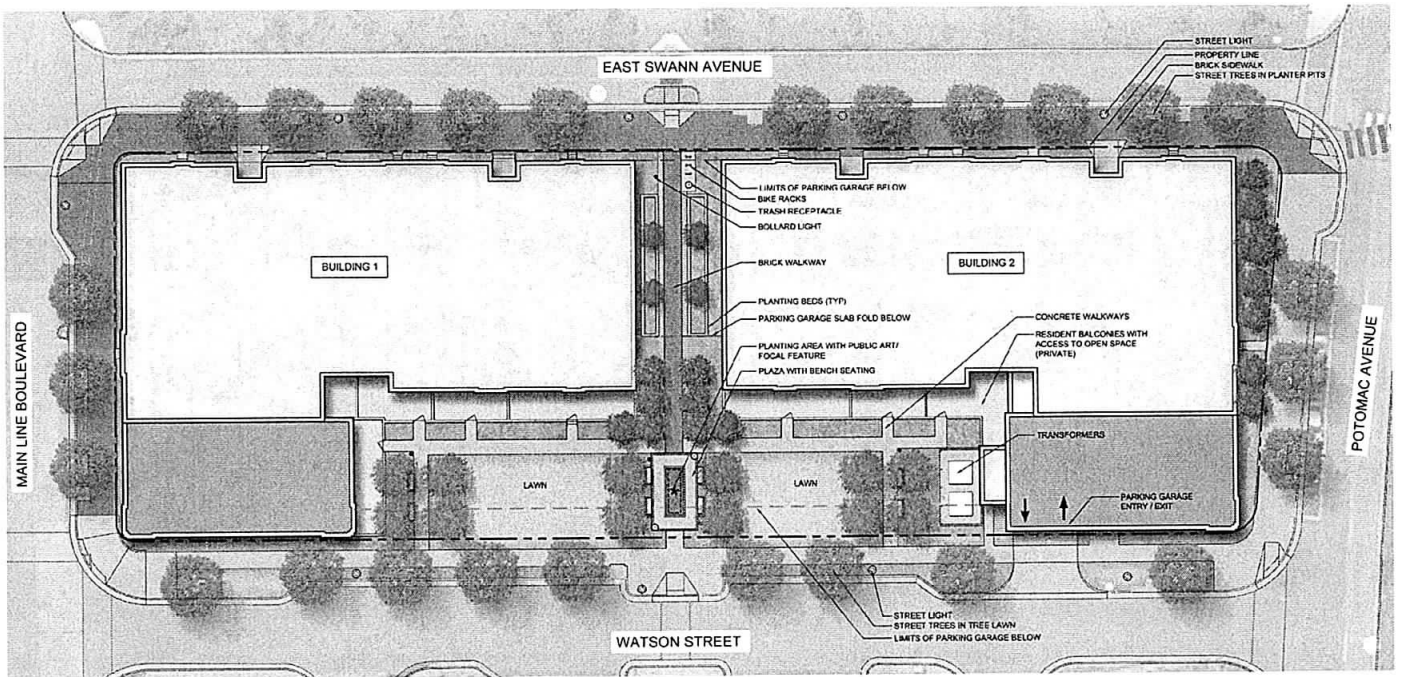 EAST SWANN AVENUE
STREET LIGHT
PROPERTY LINE
BRICK SIDEWALK
STREET TREES IN PLANTER PITS
LIMITS OF PARKING GARAGE BELOW
BIKE RACKS
TRASH RECEPTACLE
BOLLARD LIGHT
BUILDING 1
BRICK WALKWAY
BUILDING 2
PLANTING BEDS (TYP)
PARKING GARAGE SLAB FOLD BELOW
PLANTING AREA WITH PUBLIC ART/
FOCAL FEATURE
PLAZA WITH BENCH SEATING
CONCRETE WALKWAYS
RESIDENT BALCONIES WITH
ACCESS TO OPEN SPACE
(PRIVATE)
MAIN LINE BOULEVARD
POTOMAC AVENUE
TRANSFORMERS
LAWN
LAWN
PARKING GARAGE
ENTRY / EXIT
STREET LIGHT
STREET TREES IN TREE LAWN
LIMITS OF PARKING GARAGE BELOW
WATSON STREET